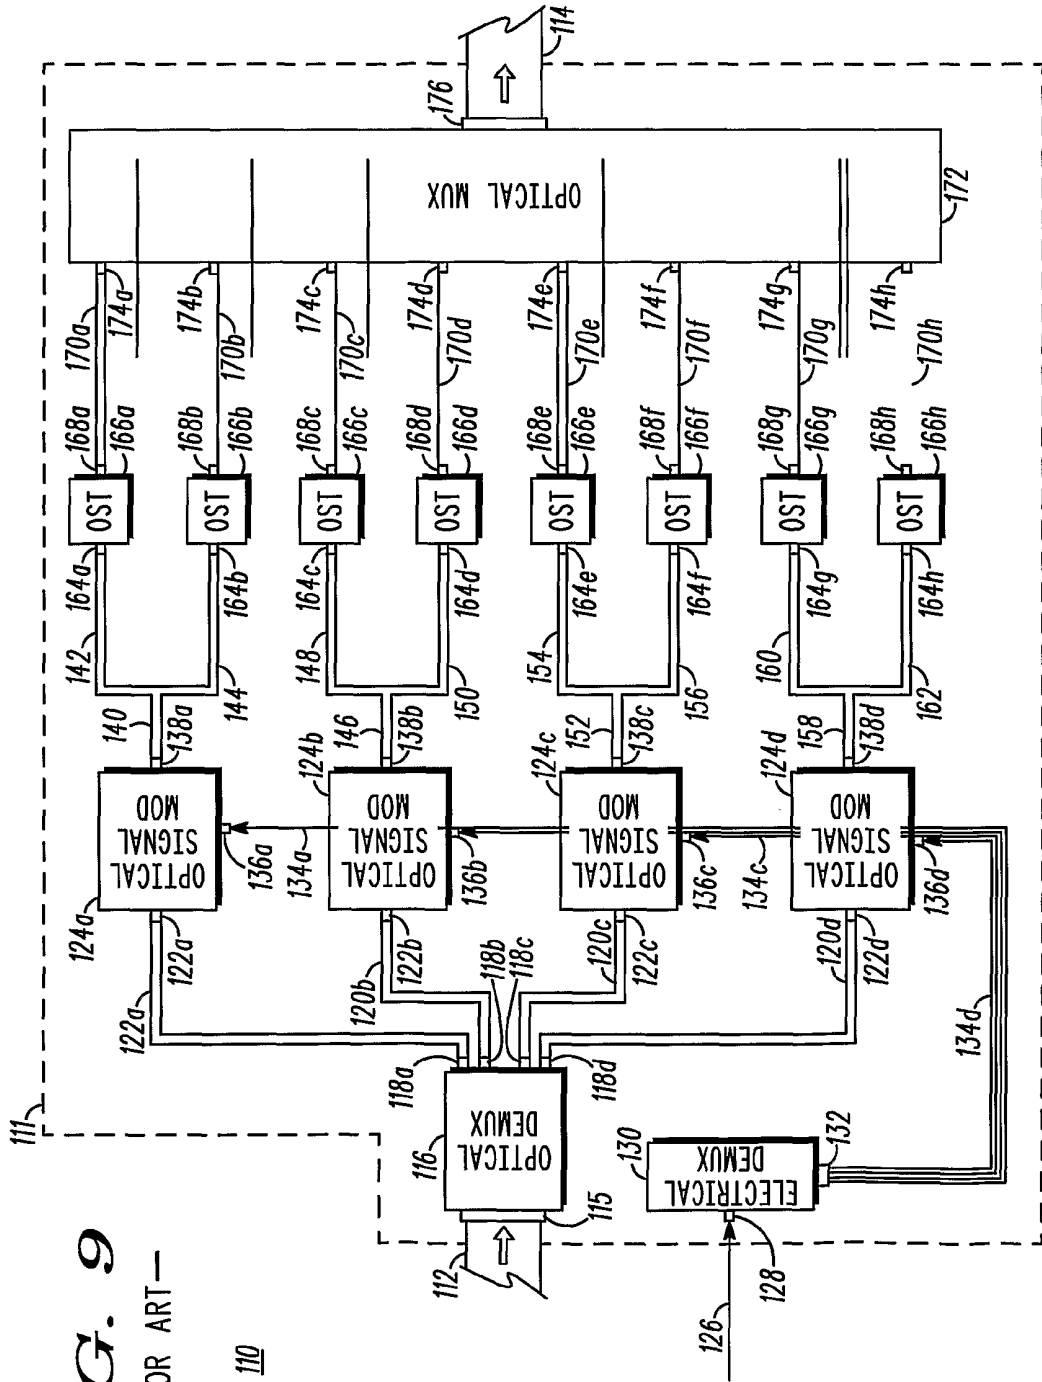 G. 9
OR ART—
110
111
112
115
116
OPTICAL
DEMUX
118a
118b
118c
118d
122a
120b
120c
120d
122a
122b
122c
122d
124a
OPTICAL
SIGNAL
MOD
124b
OPTICAL
SIGNAL
MOD
124c
OPTICAL
SIGNAL
MOD
124d
OPTICAL
SIGNAL
MOD
126
128
130
ELECTRICAL
DEMUX
132
134a
134c
134d
136a
136b
136c
136d
138a
138b
138c
138d
140
142
144
146
148
150
152
154
156
158
160
162
164a
164b
164c
164d
164e
164f
164g
164h
OST
OST
OST
OST
OST
OST
OST
OST
168a
166a
168b
166b
168c
166c
168d
166d
168e
166e
168f
166f
168g
166g
168h
166h
170a
170b
170c
170d
170e
170f
170g
170h
174a
174b
174c
174d
174e
174f
174g
174h
OPTICAL MUX
172
176
114